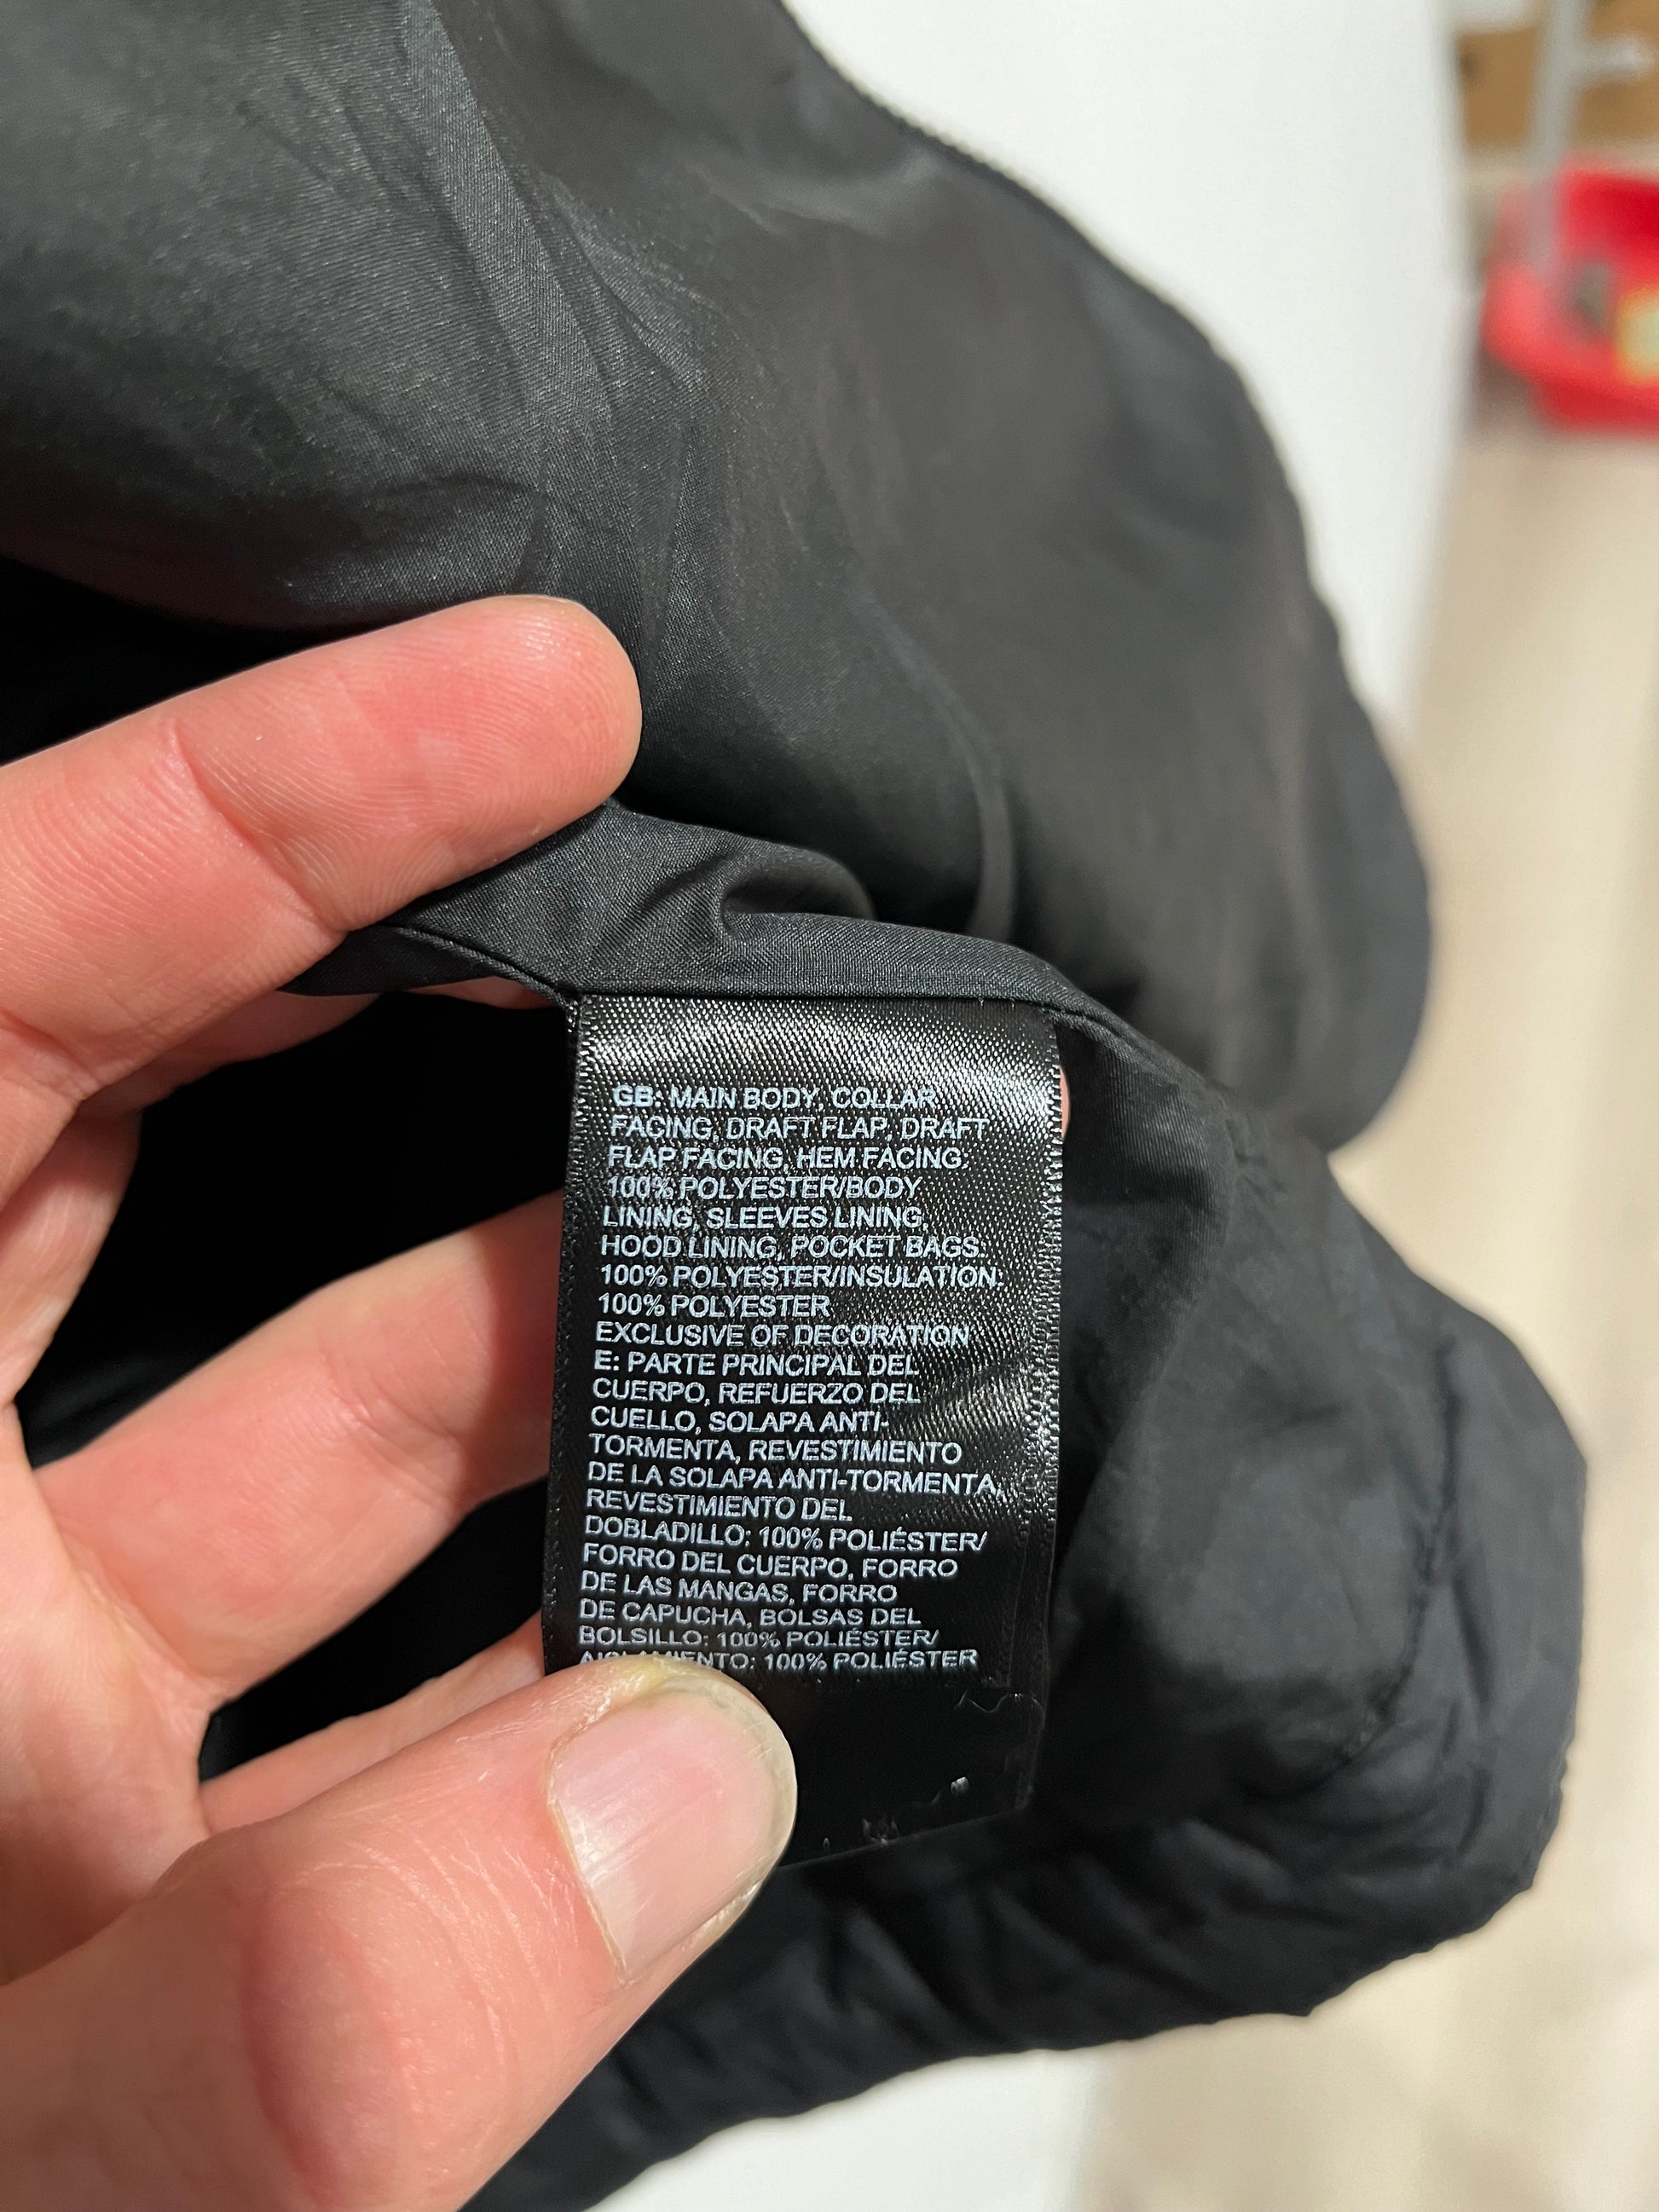 GB: MAIN BODY, COLLAR
FACING, DRAFT FLAP, DRAFT
FLAP FACING, HEM FACING:
100% POLYESTER/BODY
LINING, SLEEVES LINING,
HOOD LINING, POCKET BAGS:
100% POLYESTER/INSULATION:
100% POLYESTER
EXCLUSIVE OF DECORATION
E: PARTE PRINCIPAL DEL
CUERPO, REFUERZO DEL
CUELLO, SOLAPA ANTI-
TORMENTA, REVESTIMIENTO
DE LA SOLAPA ANTI-TORMENTA,
REVESTIMIENTO DEL
DOBLADILLO: 100% POLIÉSTER/
FORRO DEL CUERPO, FORRO
DE LAS MANGAS, FORRO
DE CAPUCHA, BOLSAS DEL
BOLSILLO: 100% POLIÉSTER/
AISLAMIENTO: 100% POLIÉSTER